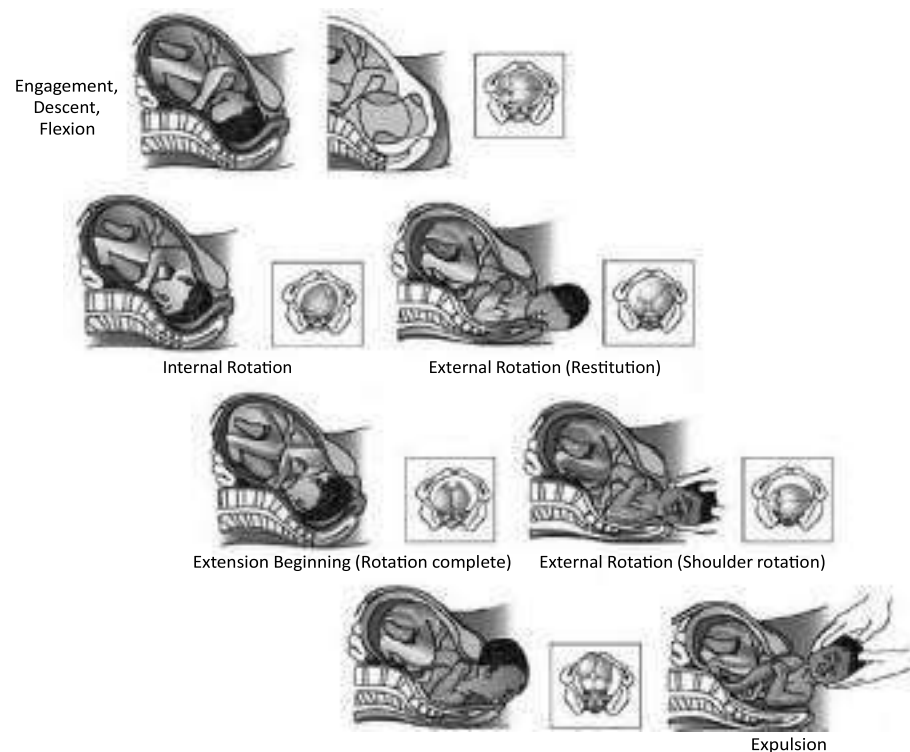 Engagement,
Descent,
Flexion
Internal Rotation
External Rotation (Restitution)
Extension Beginning (Rotation complete)
External Rotation (Shoulder rotation)
Expulsion